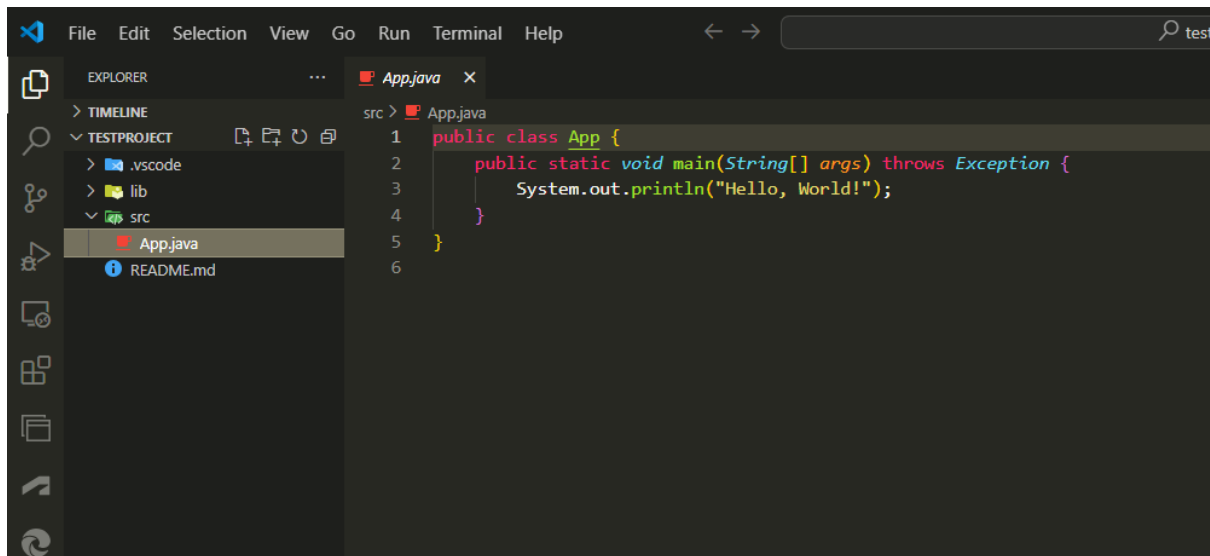 File Edit Selection View Go Run Terminal Help
test
EXPLORER
App.java
TIMELINE
TESTPROJECT
.vscode
lib
src
App.java
README.md
src > App.java
1 public class App {
2 public static void main(String[] args) throws Exception {
3 System.out.println("Hello, World!");
4 }
5 }
6